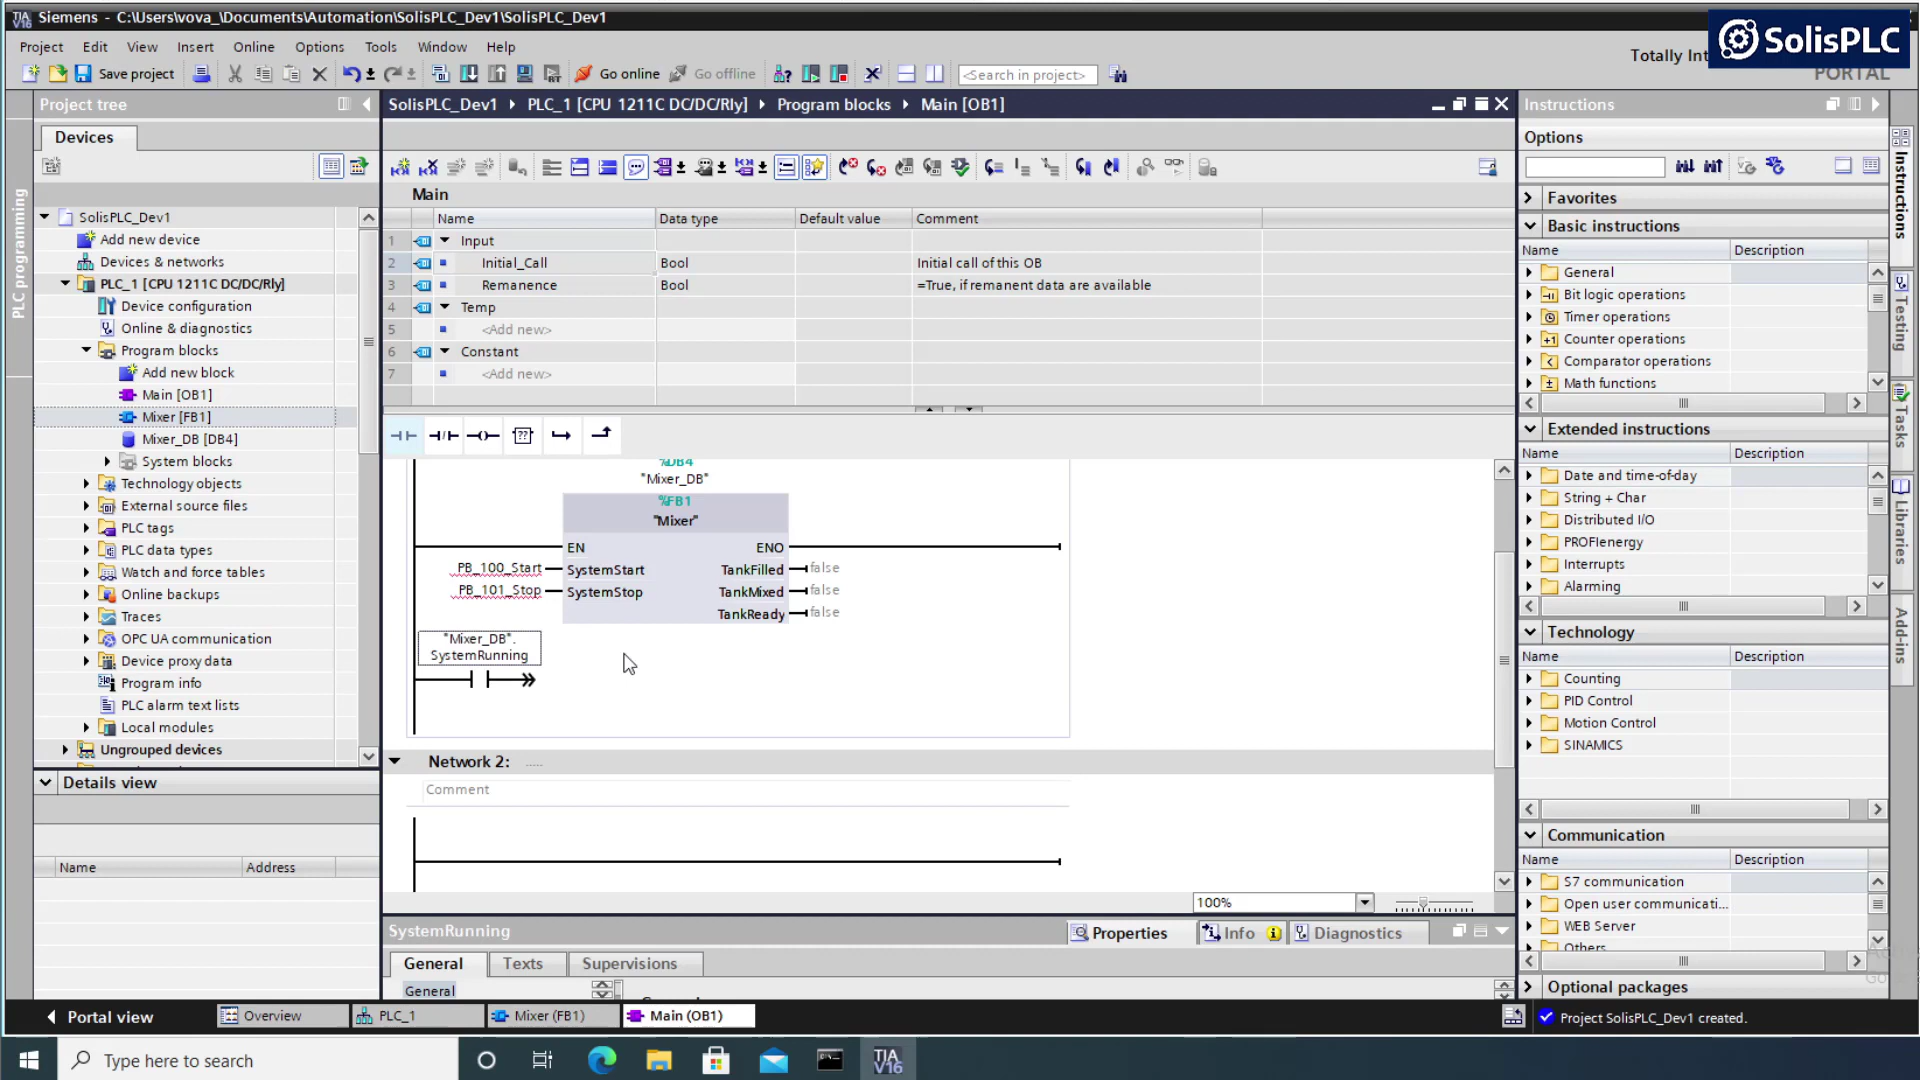 Siemens - C:\Users\vova_\Documents\Automation\SolisPLC_Dev1\SolisPLC_Dev1
SolisPLC
Project Edit View Insert Online Options Tools Window Help
Totally Int
PORTAL
Save project
Go online
Go offline
<Search in project>
Project tree
Devices
PLC programming
SolisPLC_Dev1
Add new device
Devices & networks
PLC_1 [CPU 1211C DC/DC/Rly]
Device configuration
Online & diagnostics
Program blocks
Add new block
Main [OB1]
Mixer [FB1]
Mixer_DB [DB4]
System blocks
Technology objects
External source files
PLC tags
PLC data types
Watch and force tables
Online backups
Traces
OPC UA communication
Device proxy data
Program info
PLC alarm text lists
Local modules
Ungrouped devices
Details view
Name Address
SolisPLC_Dev1 PLC_1 [CPU 1211C DC/DC/Rly] Program blocks Main [OB1]
Main
Name Data type Default value Comment
1 Input
2 Initial_Call Bool Initial call of this OB
3 Remanence Bool =True, if remanent data are available
4 Temp
5 <Add new>
6 Constant
7 <Add new>
??
%DB4
"Mixer_DB"
%FB1
"Mixer"
EN ENO
PB_100_Start SystemStart TankFilled false
PB_101_Stop SystemStop TankMixed false
TankReady false
"Mixer_DB".
SystemRunning
Network 2: .....
Comment
100%
SystemRunning
Properties Info Diagnostics
General Texts Supervisions
General
Instructions
Options
Favorites
Basic instructions
Name Description
General
Bit logic operations
Timer operations
Counter operations
Comparator operations
Math functions
Extended instructions
Name Description
Date and time-of-day
String + Char
Distributed I/O
PROFIenergy
Interrupts
Alarming
Technology
Name Description
Counting
PID Control
Motion Control
SINAMICS
Communication
Name Description
S7 communication
Open user communicati...
WEB Server
Others
Optional packages
Instructions
Testing
Tasks
Libraries
Add-ins
Portal view
Overview
PLC_1
Mixer (FB1)
Main (OB1)
Project SolisPLC_Dev1 created.
Type here to search
TIA
V16